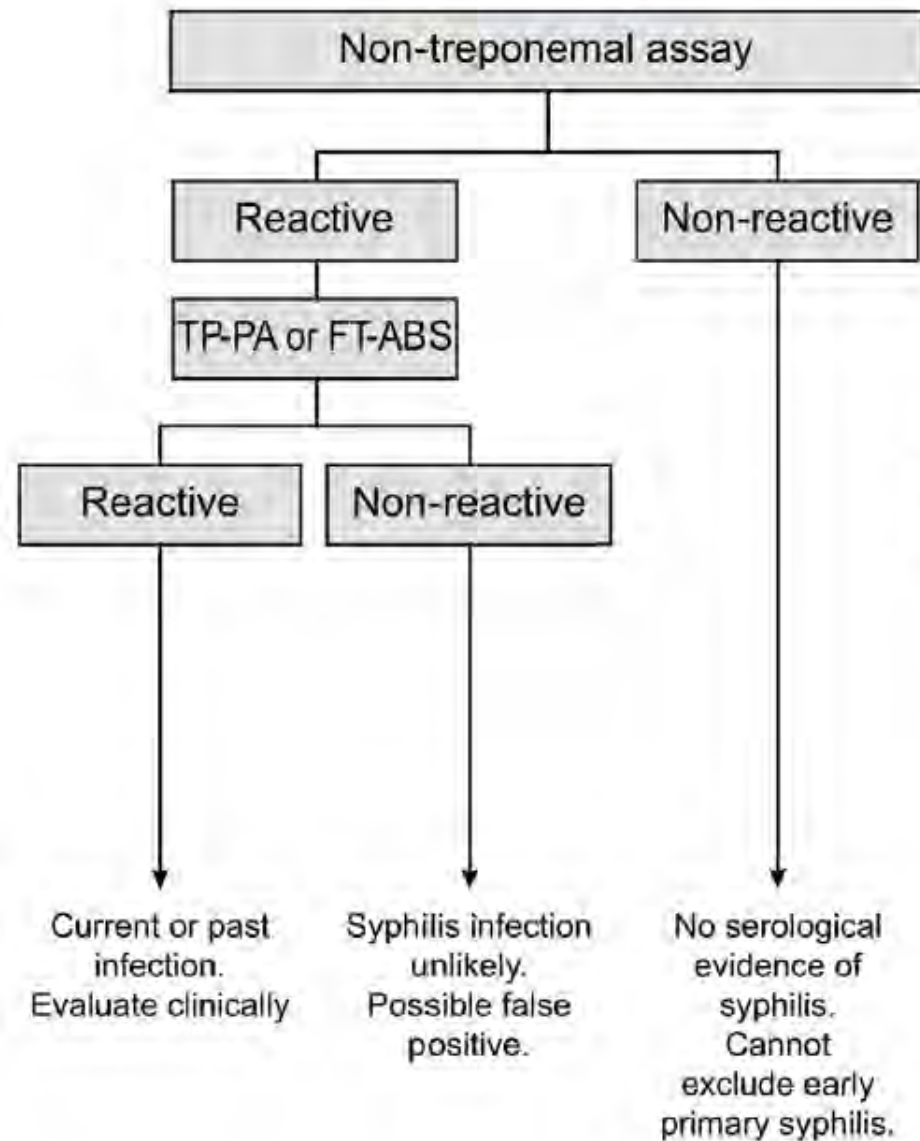 Non-treponemal assay
Reactive
Non-reactive
TP-PA or FT-ABS
Reactive
Non-reactive
Current or past
infection.
Evaluate clinically
Syphilis infection
unlikely.
Possible false
positive.
No serological
evidence of
syphilis.
Cannot
exclude early
primary syphilis.